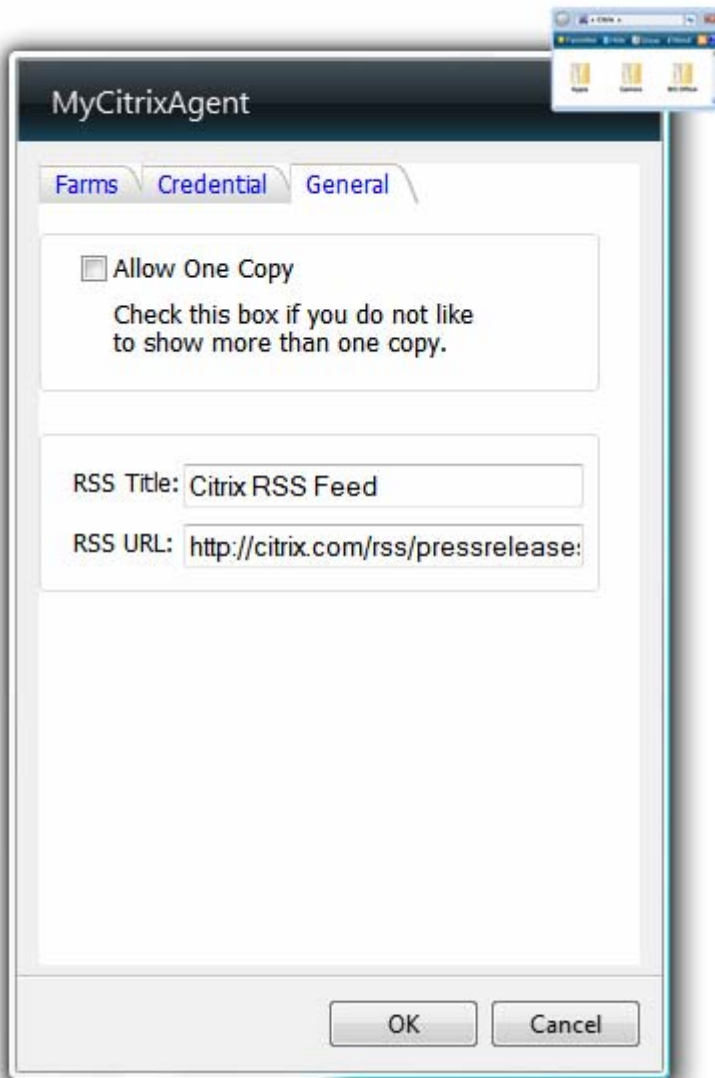 MyCitrixAgent
Farms Credential General
Allow One Copy
Check this box if you do not like
to show more than one copy.
RSS Title: Citrix RSS Feed
RSS URL: http://citrix.com/rss/pressreleases
OK Cancel